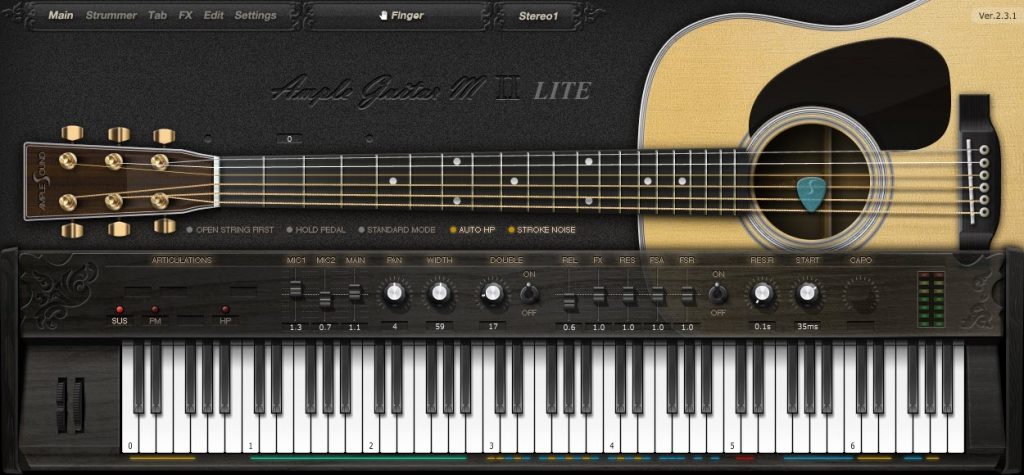 Main Strummer Tab FX Edit Settings Finger Stereo1 Ver.2.3.1
Ample Guitar M II LITE
0
AMPLE SOUND
OPEN STRING FIRST HOLD PEDAL STANDARD MODE AUTO HP STROKE NOISE
ARTICULATIONS MIC1 MIC2 MAIN PAN WIDTH DOUBLE REL FX RES FSA FSR RES.R START CAPO
ON ON
OFF OFF
SUS PM HP
1.3 0.7 1.1 4 59 17 0.6 1.0 1.0 1.0 1.0 0.1s 35ms
0 1 2 3 4 5 6